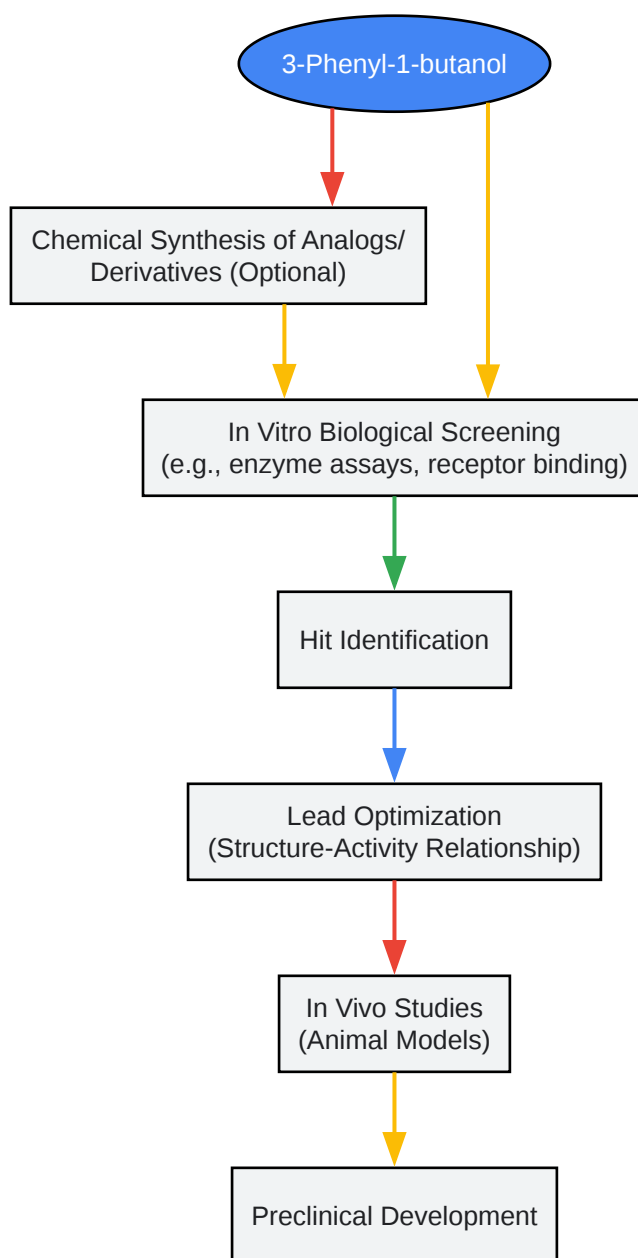 3-Phenyl-1-butanol
Chemical Synthesis of Analogs/
Derivatives (Optional)
In Vitro Biological Screening
(e.g., enzyme assays, receptor binding)
Hit Identification
Lead Optimization
(Structure-Activity Relationship)
In Vivo Studies
(Animal Models)
Preclinical Development